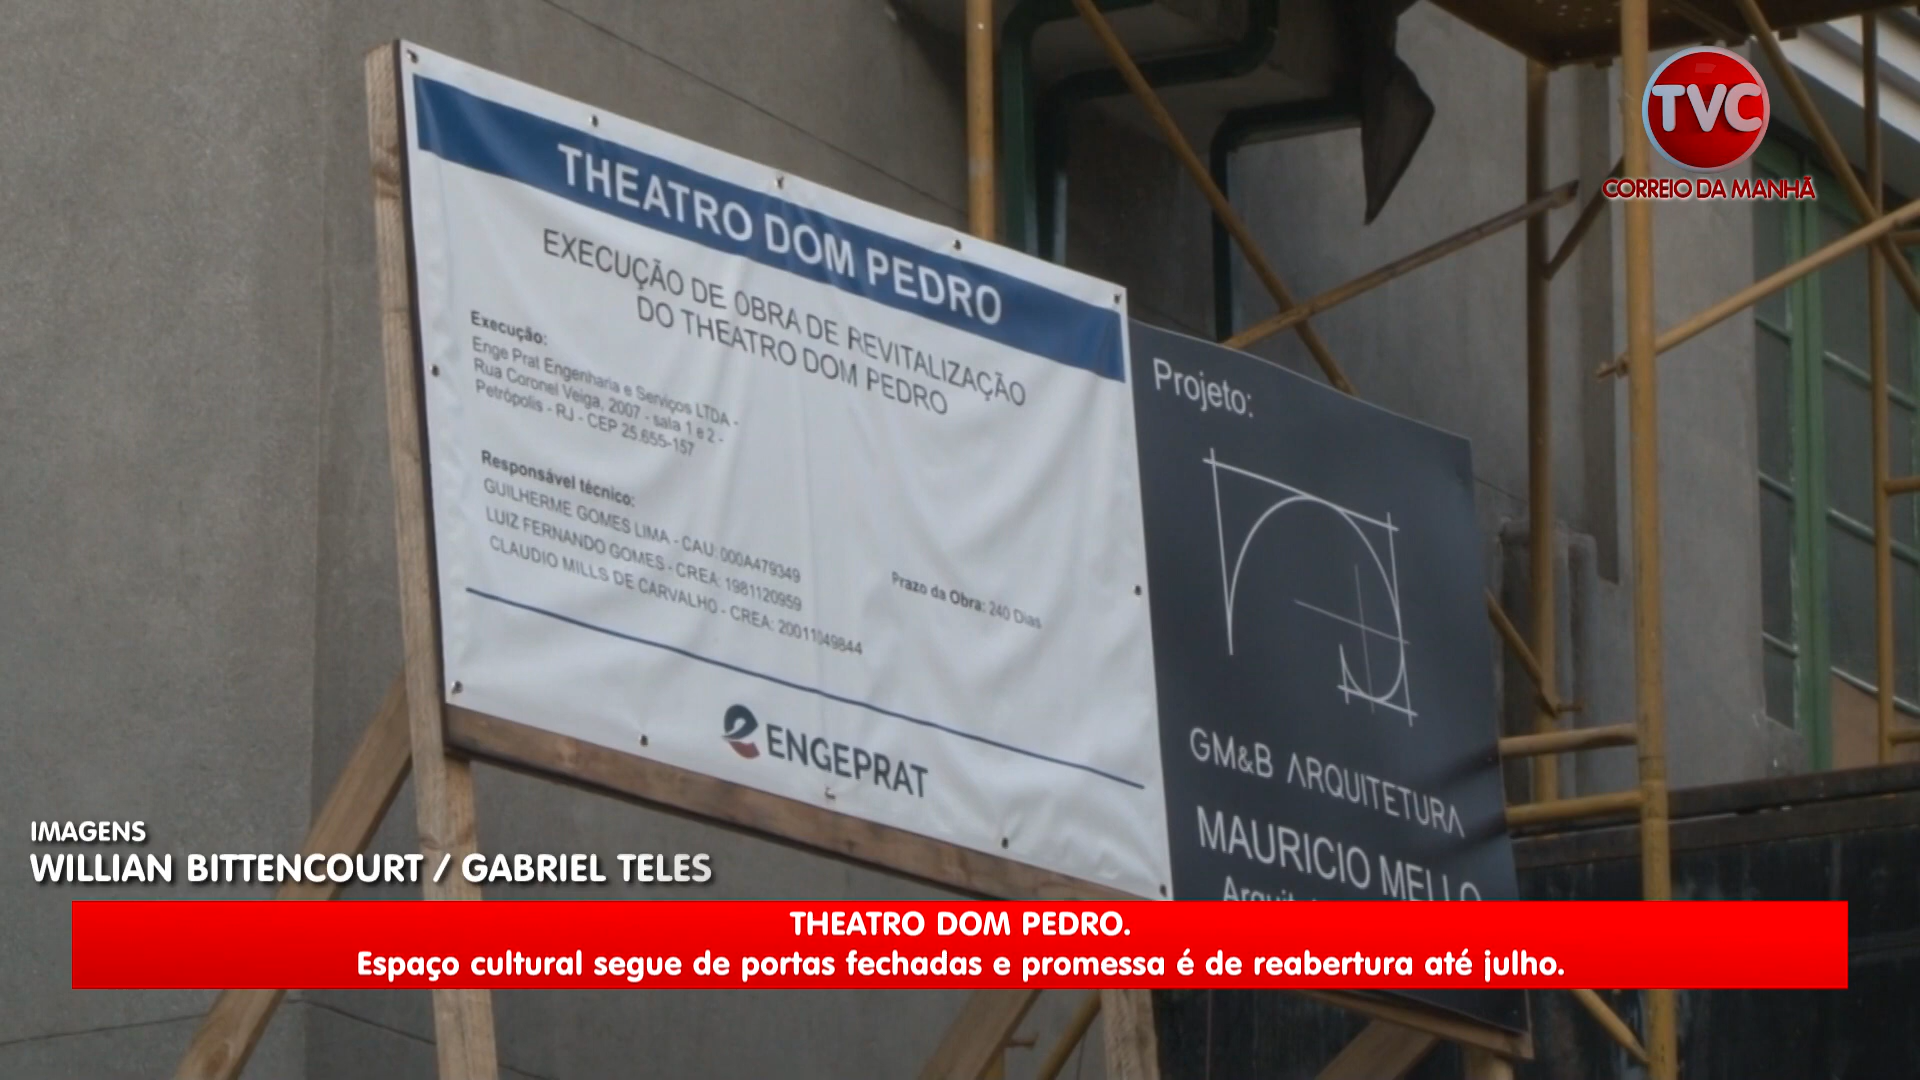 TVC
CORREIO DA MANHÃ
THEATRO DOM PEDRO
EXECUÇÃO DE OBRA DE REVITALIZAÇÃO
DO THEATRO DOM PEDRO
Execução:
Enge Prat Engenharia e Serviços LTDA -
Rua Coronel Veiga, 2007 - sala 1 e 2 -
Petrópolis - RJ - CEP 25.655-157
Responsável técnico:
GUILHERME GOMES LIMA - CAU: 000A479349
LUIZ FERNANDO GOMES - CREA: 1981120959
CLAUDIO MILLS DE CARVALHO - CREA: 20011049844
Prazo da Obra: 240 Dias
ENGEPRAT
Projeto:
GM&B ARQUITETURA
MAURICIO MELLO
IMAGENS
WILLIAN BITTENCOURT / GABRIEL TELES
THEATRO DOM PEDRO.
Espaço cultural segue de portas fechadas e promessa é de reabertura até julho.